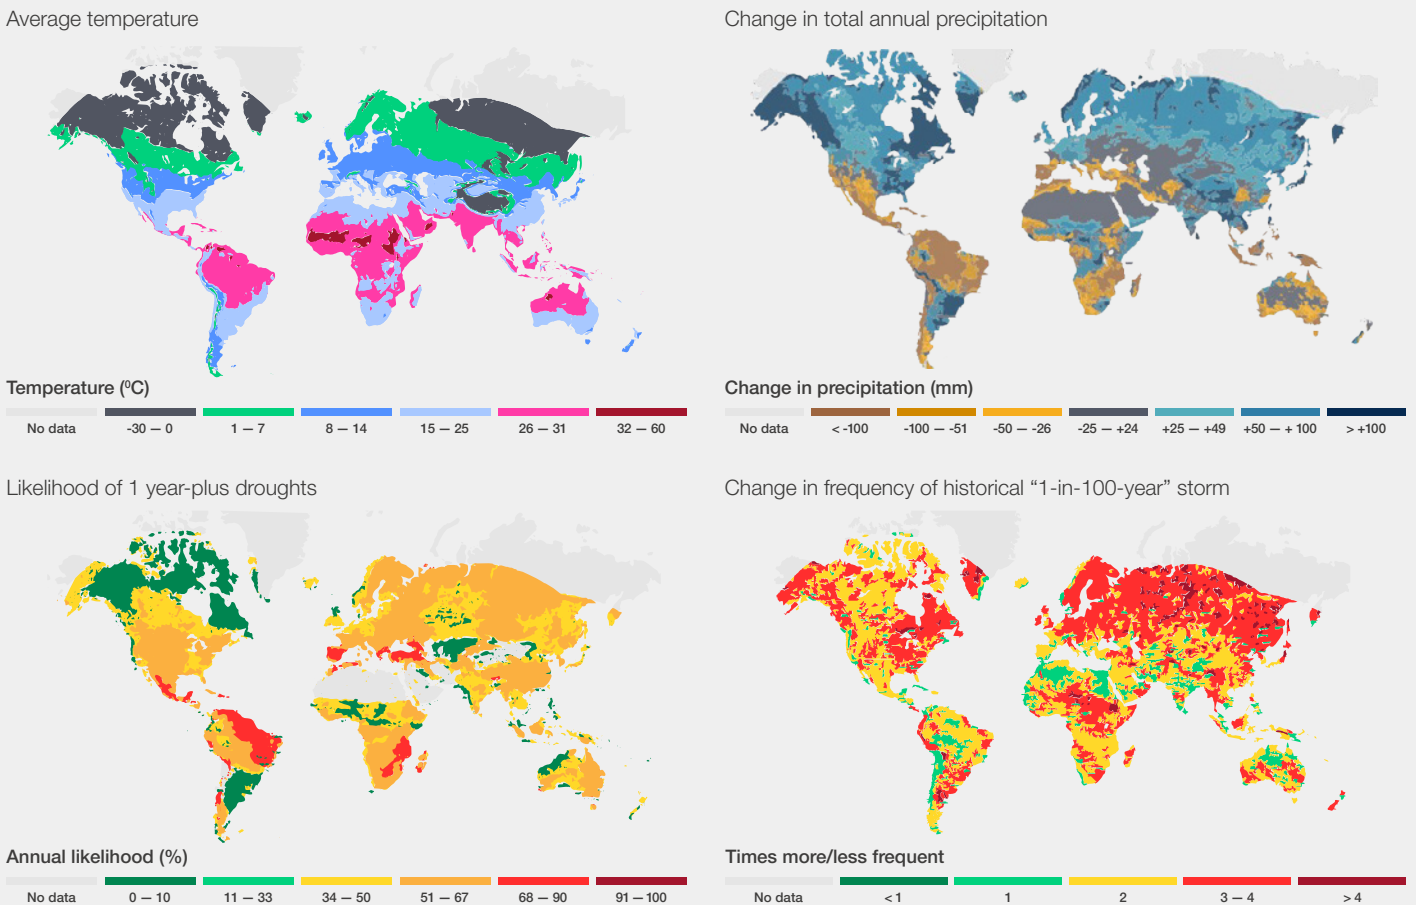 Average temperature
Temperature (⁰C)
No data
-30 — 0
1 — 7
8 — 14
15 — 25
26 — 31
32 — 60
Change in total annual precipitation
Change in precipitation (mm)
No data
< -100
-100 — -51
-50 — -26
-25 — +24
+25 — +49
+50 — + 100
> +100
Likelihood of 1 year-plus droughts
Annual likelihood (%)
No data
0 — 10
11 — 33
34 — 50
51 — 67
68 — 90
91 —100
Change in frequency of historical “1-in-100-year” storm
Times more/less frequent
No data
< 1
1
2
3 — 4
> 4